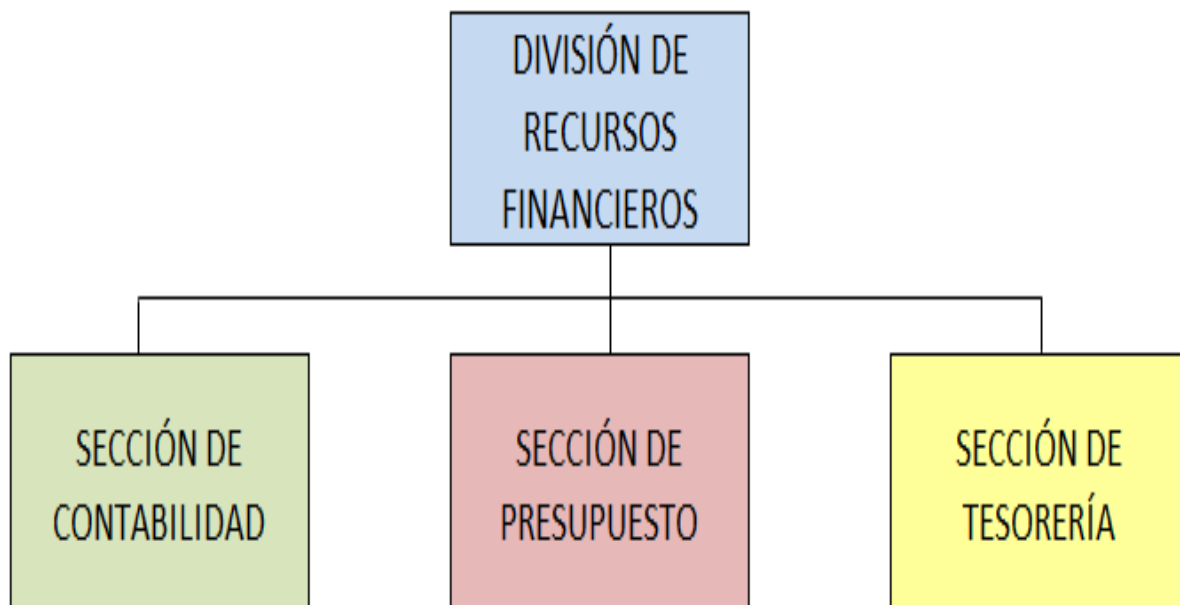 DIVISIÓN DE
RECURSOS
FINANCIEROS
SECCIÓN DE
CONTABILIDAD
SECCIÓN DE
PRESUPUESTO
SECCIÓN DE
TESORERÍA